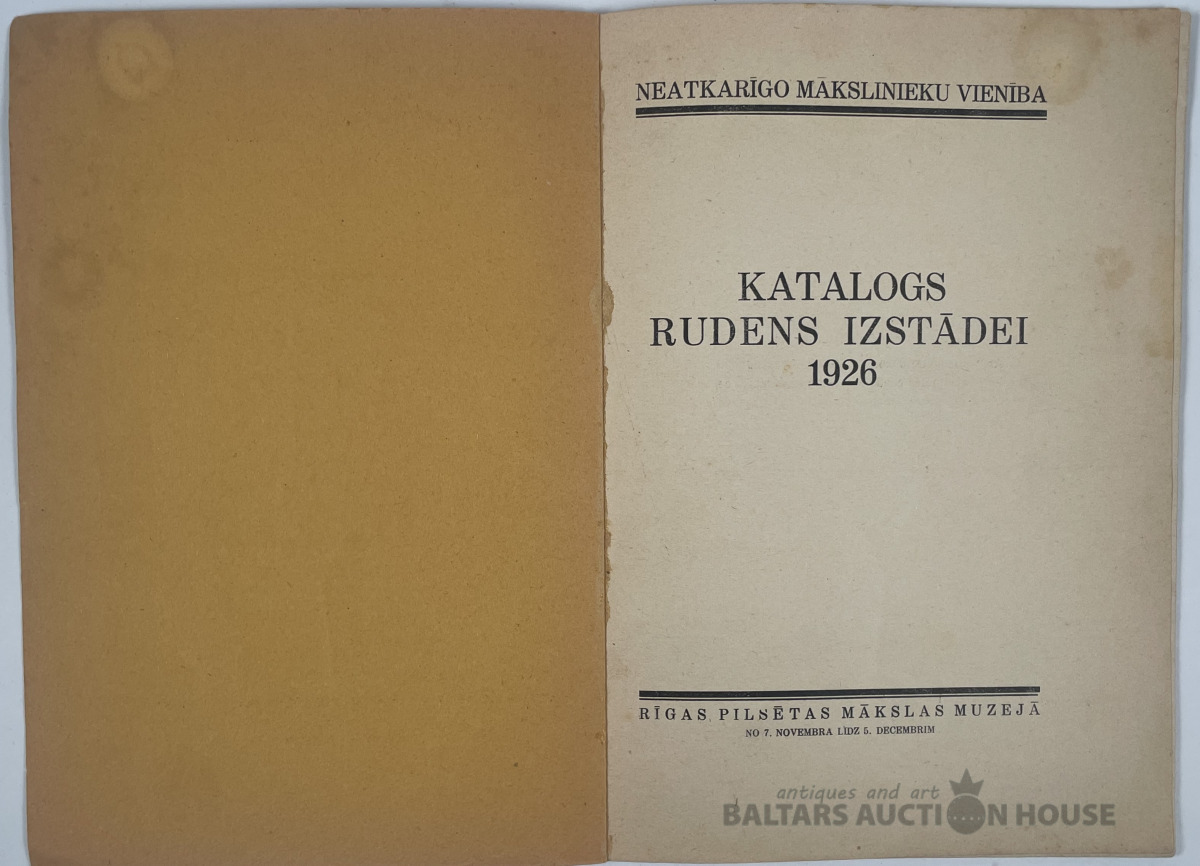 NEATKARĪGO MĀKSLINIEKU VIENĪBA
KATALOGS
RUDENS IZSTĀDEI
1926
RĪGAS PILSĒTAS MĀKSLAS MUZEJĀ
NO 7. NOVEMBRA LĪDZ 5. DECEMBRIM
antiques and art
BALTARS AUCTION HOUSE